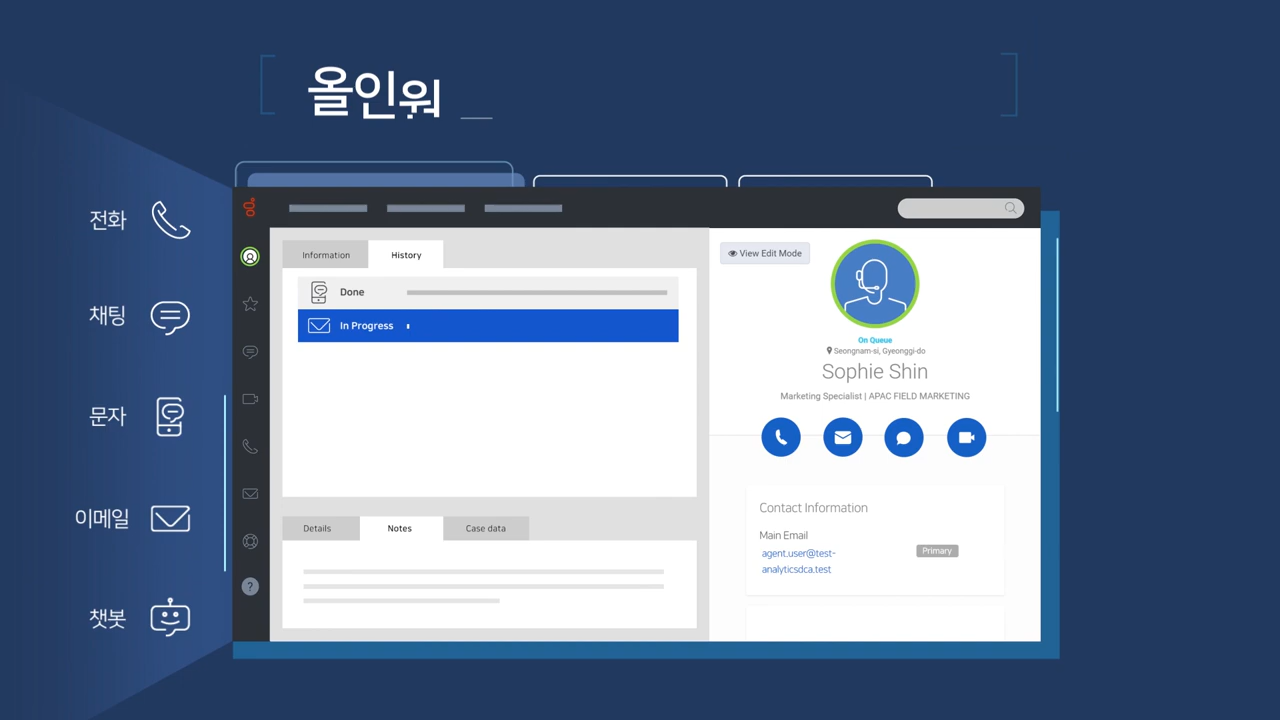 올인워
전화
채팅
문자
이메일
챗봇
Information
History
Done
In Progress
Details
Notes
Case data
View Edit Mode
On Queue
Seongnam-si, Gyeonggi-do
Sophie Shin
Marketing Specialist | APAC FIELD MARKETING
Contact Information
Main Email
agent.user@test-
analyticsdca.test
Primary
?